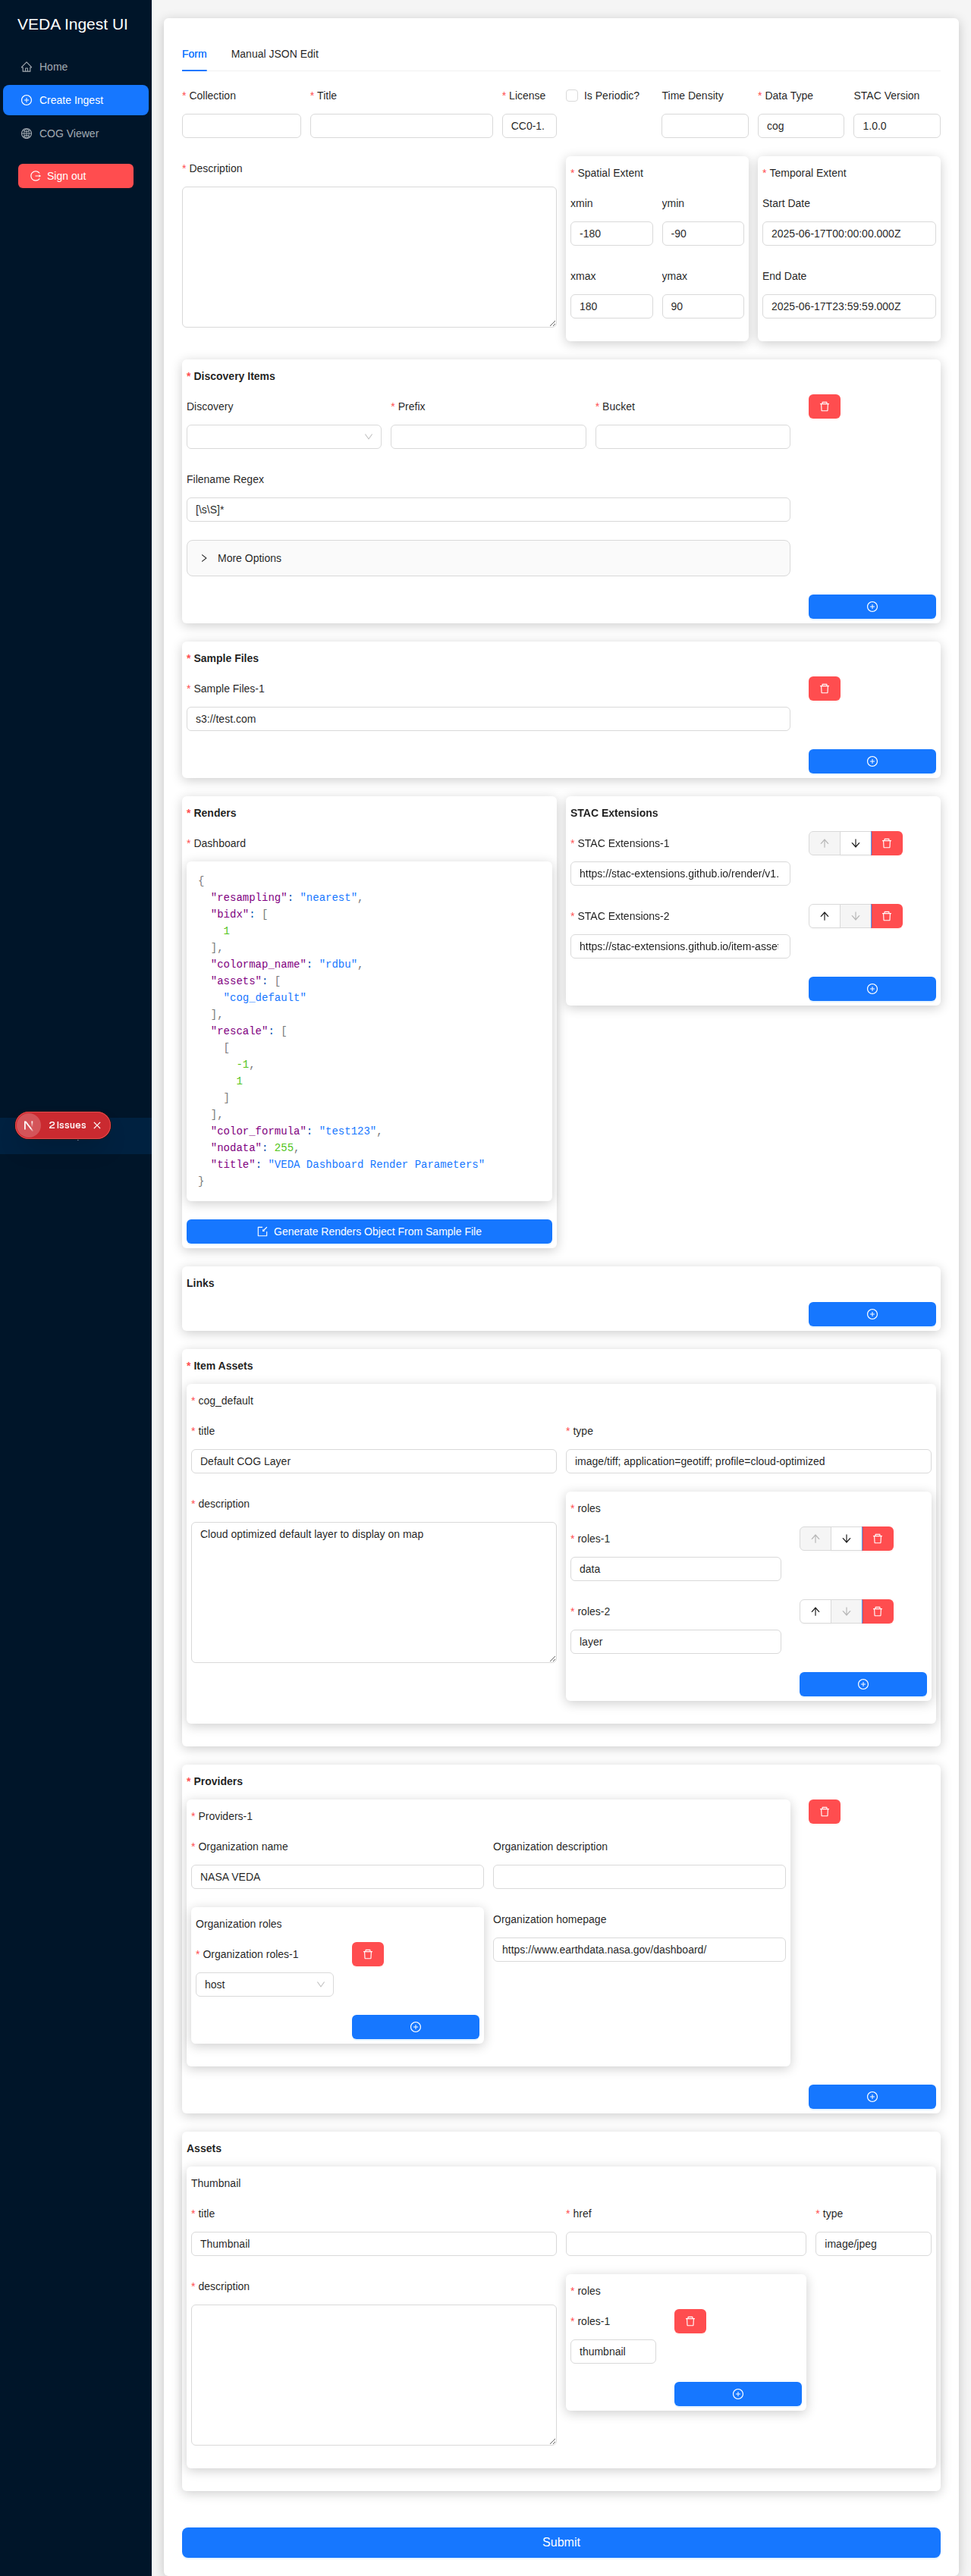 VEDA Ingest UI
Home
Create Ingest
COG Viewer
Sign out
2 Issues
Form Manual JSON Edit
* Collection * Title * License Is Periodic? Time Density * Data Type STAC Version
CC0-1. cog 1.0.0
* Description
* Spatial Extent
xmin ymin
-180 -90
xmax ymax
180 90
* Temporal Extent
Start Date
2025-06-17T00:00:00.000Z
End Date
2025-06-17T23:59:59.000Z
* Discovery Items
Discovery * Prefix * Bucket
Filename Regex
[\s\S]*
More Options
* Sample Files
* Sample Files-1
s3://test.com
* Renders
* Dashboard
{
"resampling": "nearest",
"bidx": [
1
],
"colormap_name": "rdbu",
"assets": [
"cog_default"
],
"rescale": [
[
-1,
1
]
],
"color_formula": "test123",
"nodata": 255,
"title": "VEDA Dashboard Render Parameters"
}
Generate Renders Object From Sample File
STAC Extensions
* STAC Extensions-1
https://stac-extensions.github.io/render/v1.
* STAC Extensions-2
https://stac-extensions.github.io/item-asse
Links
* Item Assets
* cog_default
* title * type
Default COG Layer image/tiff; application=geotiff; profile=cloud-optimized
* description
Cloud optimized default layer to display on map
* roles
* roles-1
data
* roles-2
layer
* Providers
* Providers-1
* Organization name Organization description
NASA VEDA
Organization roles
* Organization roles-1
host
Organization homepage
https://www.earthdata.nasa.gov/dashboard/
Assets
Thumbnail
* title * href * type
Thumbnail image/jpeg
* description
* roles
* roles-1
thumbnail
Submit